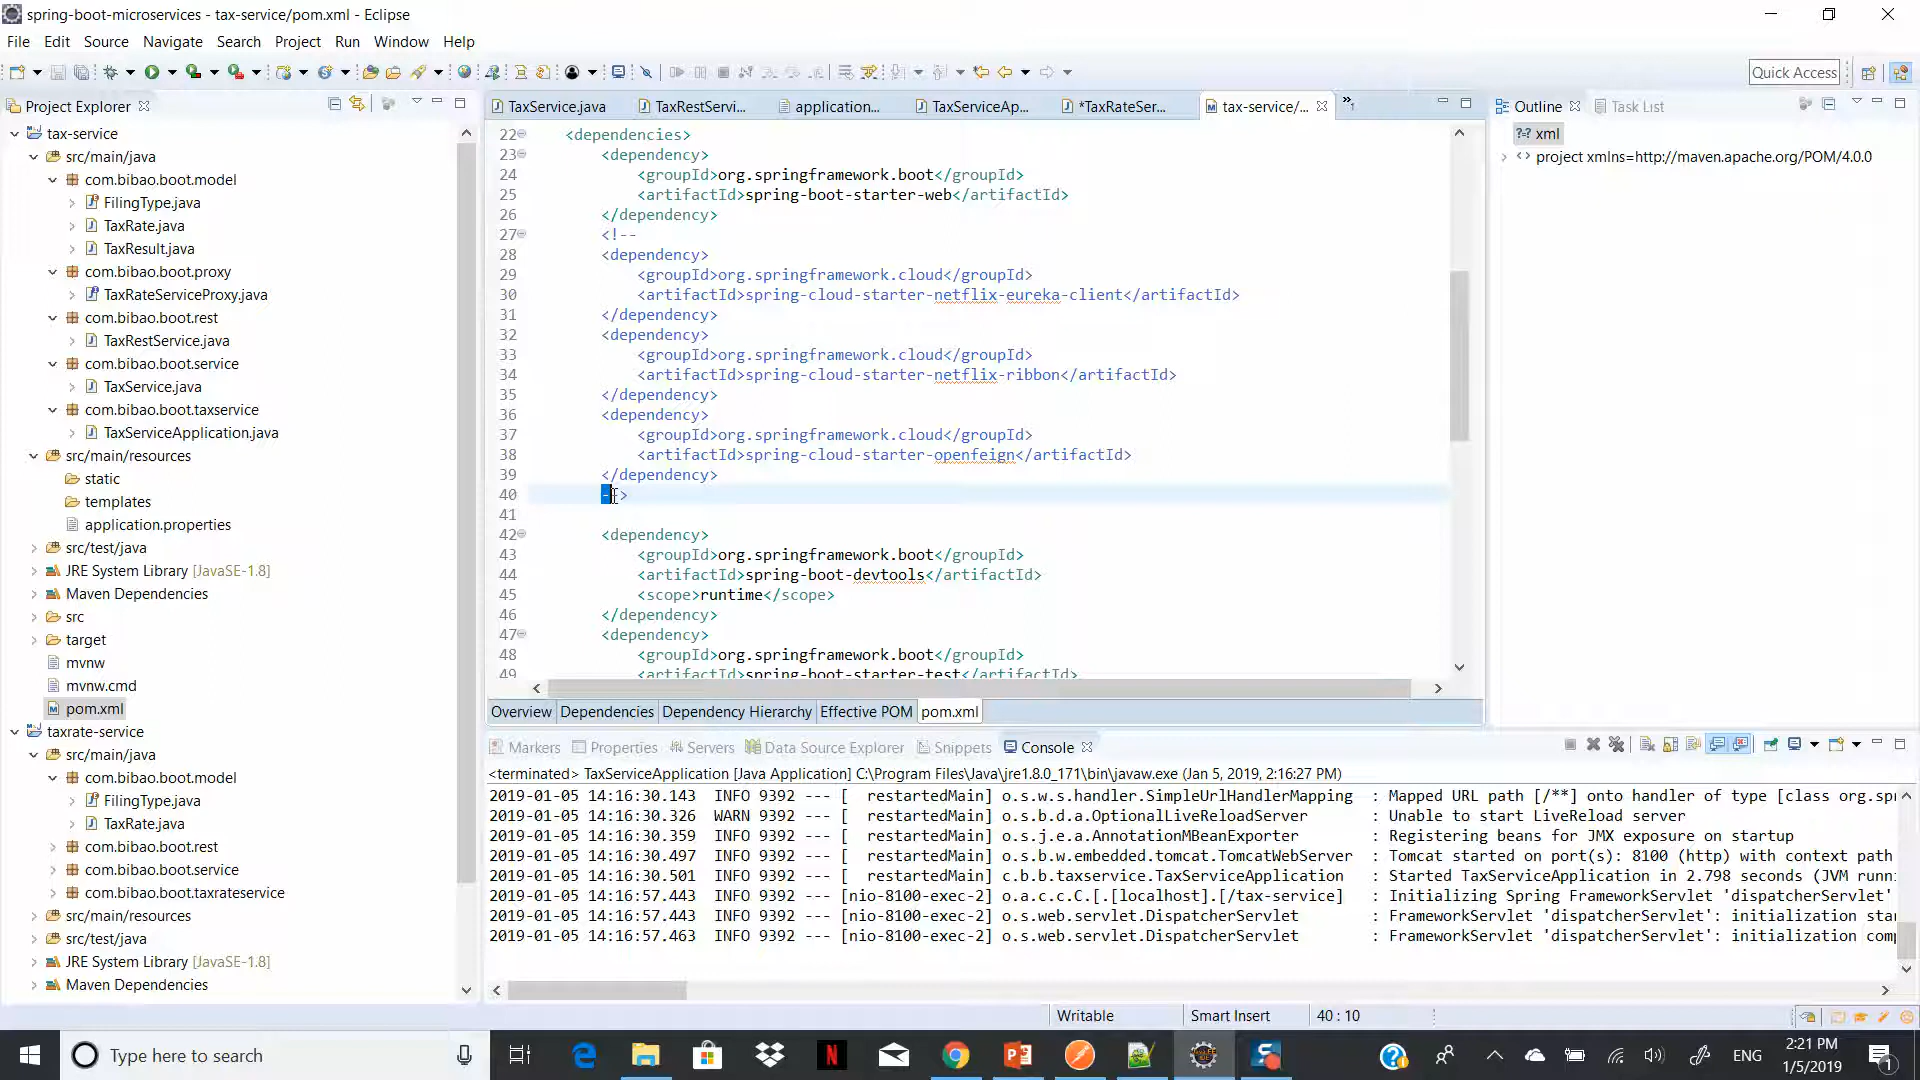 spring-boot-microservices - tax-service/pom.xml - Eclipse
File Edit Source Navigate Search Project Run Window Help
Quick Access
Project Explorer
TaxService.java TaxRestServi... application... TaxServiceAp... *TaxRateSer... tax-service/... 
Outline Task List
tax-service
src/main/java
com.bibao.boot.model
FilingType.java
TaxRate.java
TaxResult.java
com.bibao.boot.proxy
TaxRateServiceProxy.java
com.bibao.boot.rest
TaxRestService.java
com.bibao.boot.service
TaxService.java
com.bibao.boot.taxservice
TaxServiceApplication.java
src/main/resources
static
templates
application.properties
src/test/java
JRE System Library [JavaSE-1.8]
Maven Dependencies
src
target
mvnw
mvnw.cmd
pom.xml
taxrate-service
src/main/java
com.bibao.boot.model
FilingType.java
TaxRate.java
com.bibao.boot.rest
com.bibao.boot.service
com.bibao.boot.taxrateservice
src/main/resources
src/test/java
JRE System Library [JavaSE-1.8]
Maven Dependencies
22 <dependencies>
23 <dependency>
24 <groupId>org.springframework.boot</groupId>
25 <artifactId>spring-boot-starter-web</artifactId>
26 </dependency>
27 <!--
28 <dependency>
29 <groupId>org.springframework.cloud</groupId>
30 <artifactId>spring-cloud-starter-netflix-eureka-client</artifactId>
31 </dependency>
32 <dependency>
33 <groupId>org.springframework.cloud</groupId>
34 <artifactId>spring-cloud-starter-netflix-ribbon</artifactId>
35 </dependency>
36 <dependency>
37 <groupId>org.springframework.cloud</groupId>
38 <artifactId>spring-cloud-starter-openfeign</artifactId>
39 </dependency>
40 -->
41
42 <dependency>
43 <groupId>org.springframework.boot</groupId>
44 <artifactId>spring-boot-devtools</artifactId>
45 <scope>runtime</scope>
46 </dependency>
47 <dependency>
48 <groupId>org.springframework.boot</groupId>
49 <artifactId>spring-boot-starter-test</artifactId>
Overview Dependencies Dependency Hierarchy Effective POM pom.xml
xml
project xmlns=http://maven.apache.org/POM/4.0.0
Markers Properties Servers Data Source Explorer Snippets Console
<terminated> TaxServiceApplication [Java Application] C:\Program Files\Java\jre1.8.0_171\bin\javaw.exe (Jan 5, 2019, 2:16:27 PM)
2019-01-05 14:16:30.143 INFO 9392 --- [ restartedMain] o.s.w.s.handler.SimpleUrlHandlerMapping : Mapped URL path [/**] onto handler of type [class org.spr
2019-01-05 14:16:30.326 WARN 9392 --- [ restartedMain] o.s.b.d.a.OptionalLiveReloadServer : Unable to start LiveReload server
2019-01-05 14:16:30.359 INFO 9392 --- [ restartedMain] o.s.j.e.a.AnnotationMBeanExporter : Registering beans for JMX exposure on startup
2019-01-05 14:16:30.497 INFO 9392 --- [ restartedMain] o.s.b.w.embedded.tomcat.TomcatWebServer : Tomcat started on port(s): 8100 (http) with context path
2019-01-05 14:16:30.501 INFO 9392 --- [ restartedMain] c.b.b.taxservice.TaxServiceApplication : Started TaxServiceApplication in 2.798 seconds (JVM runn
2019-01-05 14:16:57.443 INFO 9392 --- [nio-8100-exec-2] o.a.c.c.C.[.[localhost].[/tax-service] : Initializing Spring FrameworkServlet 'dispatcherServlet'
2019-01-05 14:16:57.443 INFO 9392 --- [nio-8100-exec-2] o.s.web.servlet.DispatcherServlet : FrameworkServlet 'dispatcherServlet': initialization star
2019-01-05 14:16:57.463 INFO 9392 --- [nio-8100-exec-2] o.s.web.servlet.DispatcherServlet : FrameworkServlet 'dispatcherServlet': initialization comp
Writable Smart Insert 40 : 10
Type here to search
ENG
2:21 PM
1/5/2019
1